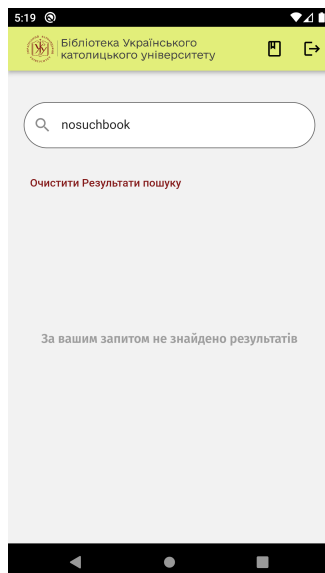 5:19
Бібліотека Українського
католицького університету
nosuchbook
Очистити Результати пошуку
За вашим запитом не знайдено результатів